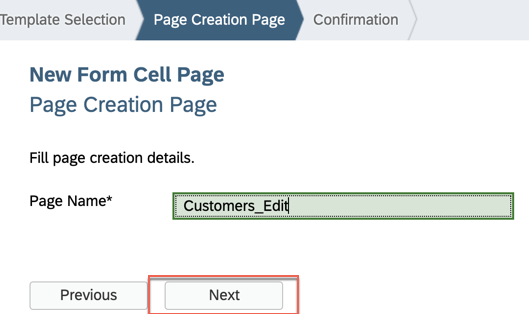 Template Selection
Page Creation Page
Confirmation
New Form Cell Page
Page Creation Page
Fill page creation details.
Page Name*
Customers_Edit
Previous
Next